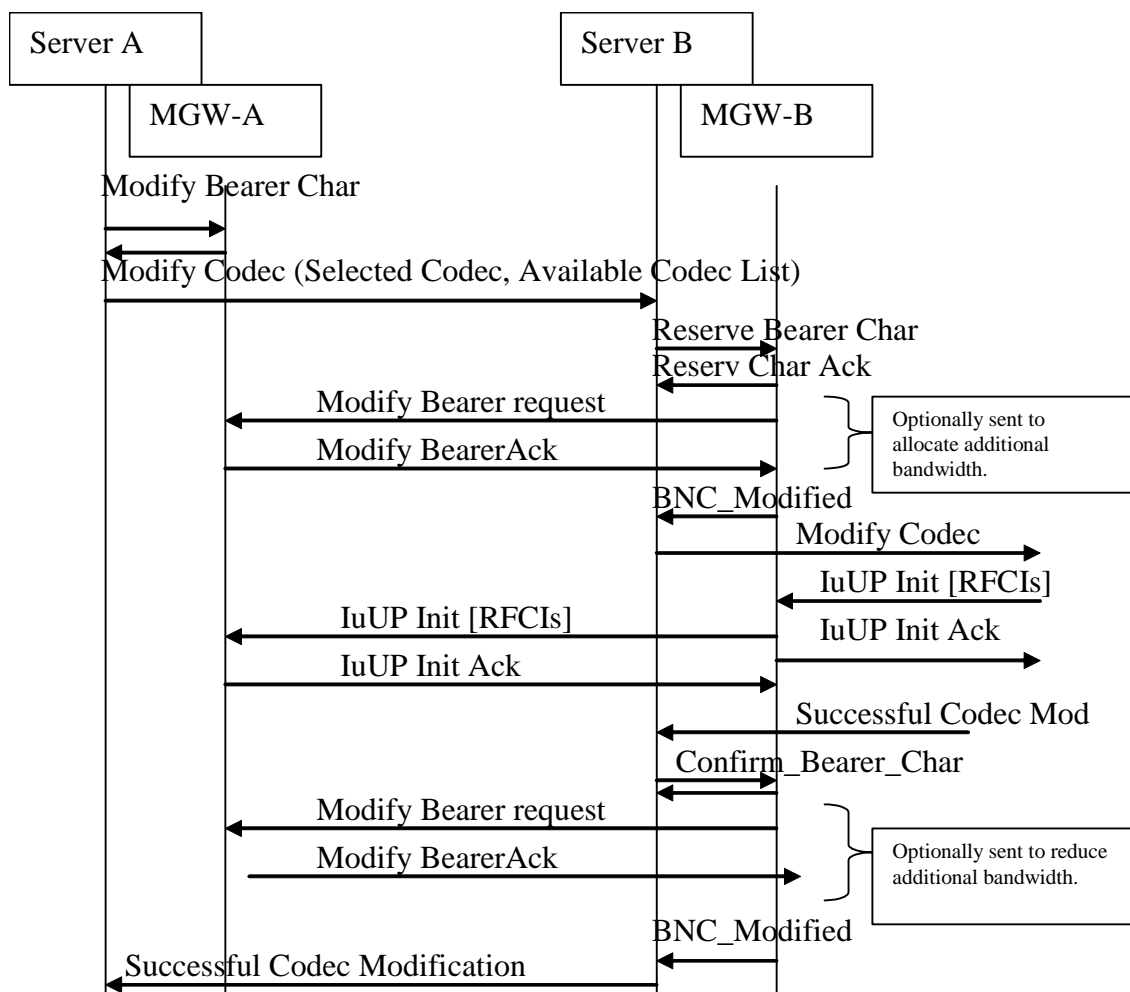 Server A
Server B
MGW-A
MGW-B
Modify Bearer Char
Modify Codec (Selected Codec, Available Codec List)
Reserve Bearer Char
Reserv Char Ack
Modify Bearer request
Optionally sent to
allocate additional
bandwidth.
Modify BearerAck
BNC_Modified
Modify Codec
IuUP Init [RFCIs]
IuUP Init [RFCIs]
IuUP Init Ack
IuUP Init Ack
Successful Codec Mod
Confirm_Bearer_Char
Modify Bearer request
Modify BearerAck
Optionally sent to reduce
additional bandwidth.
BNC_Modified
Successful Codec Modification